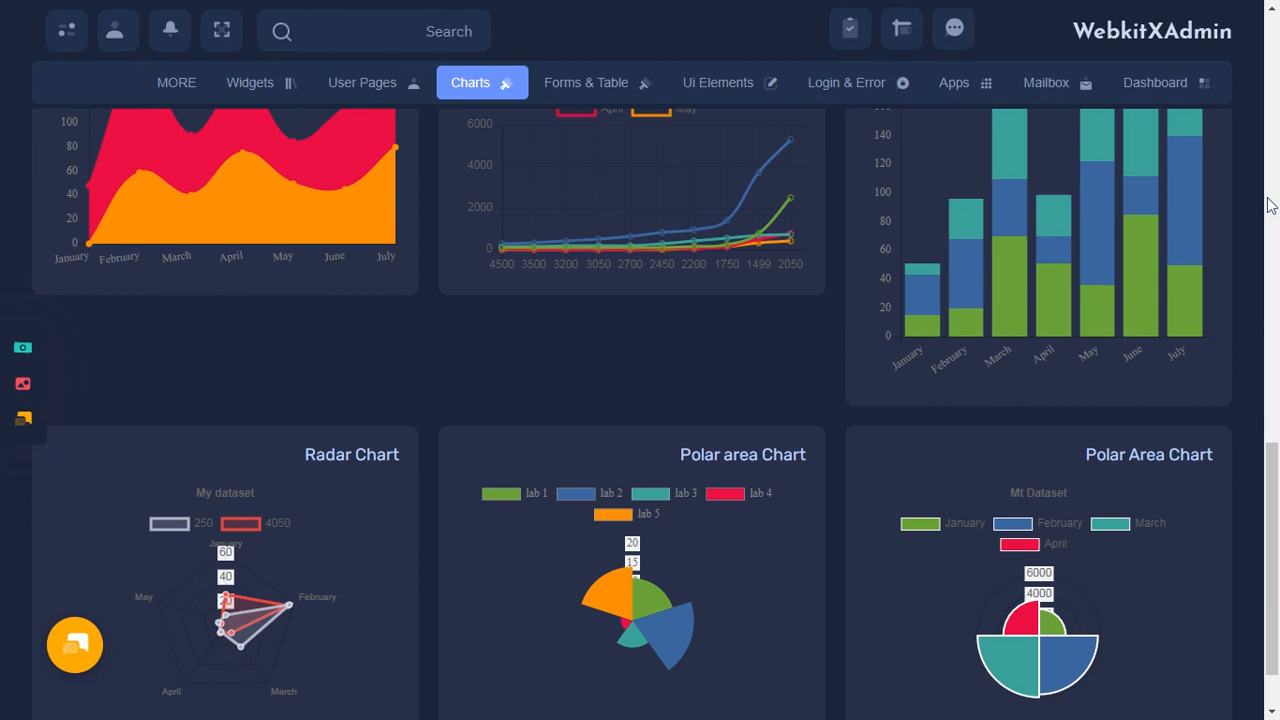 Search
WebkitXAdmin
MORE
Widgets
User Pages
Charts
Forms & Table
Ui Elements
Login & Error
Apps
Mailbox
Dashboard
100
80
60
40
20
0
January
February
March
April
May
June
July
April
May
6000
4000
2000
0
4500 3500 3200 3050 2700 2450 2200 1750 1499 2050
140
120
100
80
60
40
20
0
January
February
March
April
May
June
July
Radar Chart
My dataset
250
4050
January
60
40
20
May
February
April
March
Polar area Chart
lab 1
lab 2
lab 3
lab 4
lab 5
20
15
Polar Area Chart
Mt Dataset
January
February
March
April
6000
4000